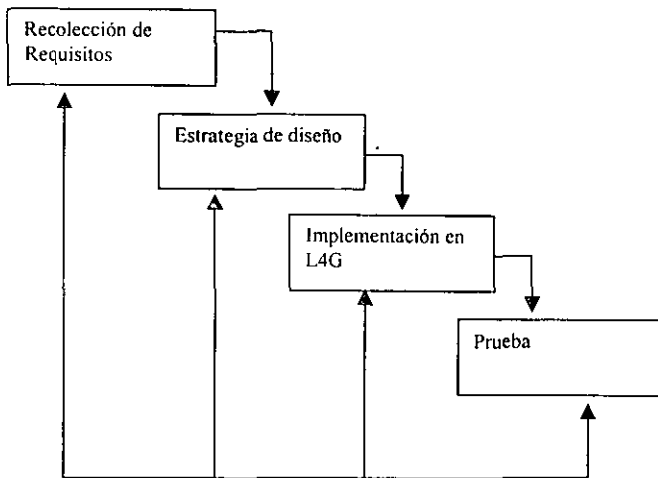 Recolección de
Requisitos
Estrategia de diseño
Implementación en
L4G
Prueba